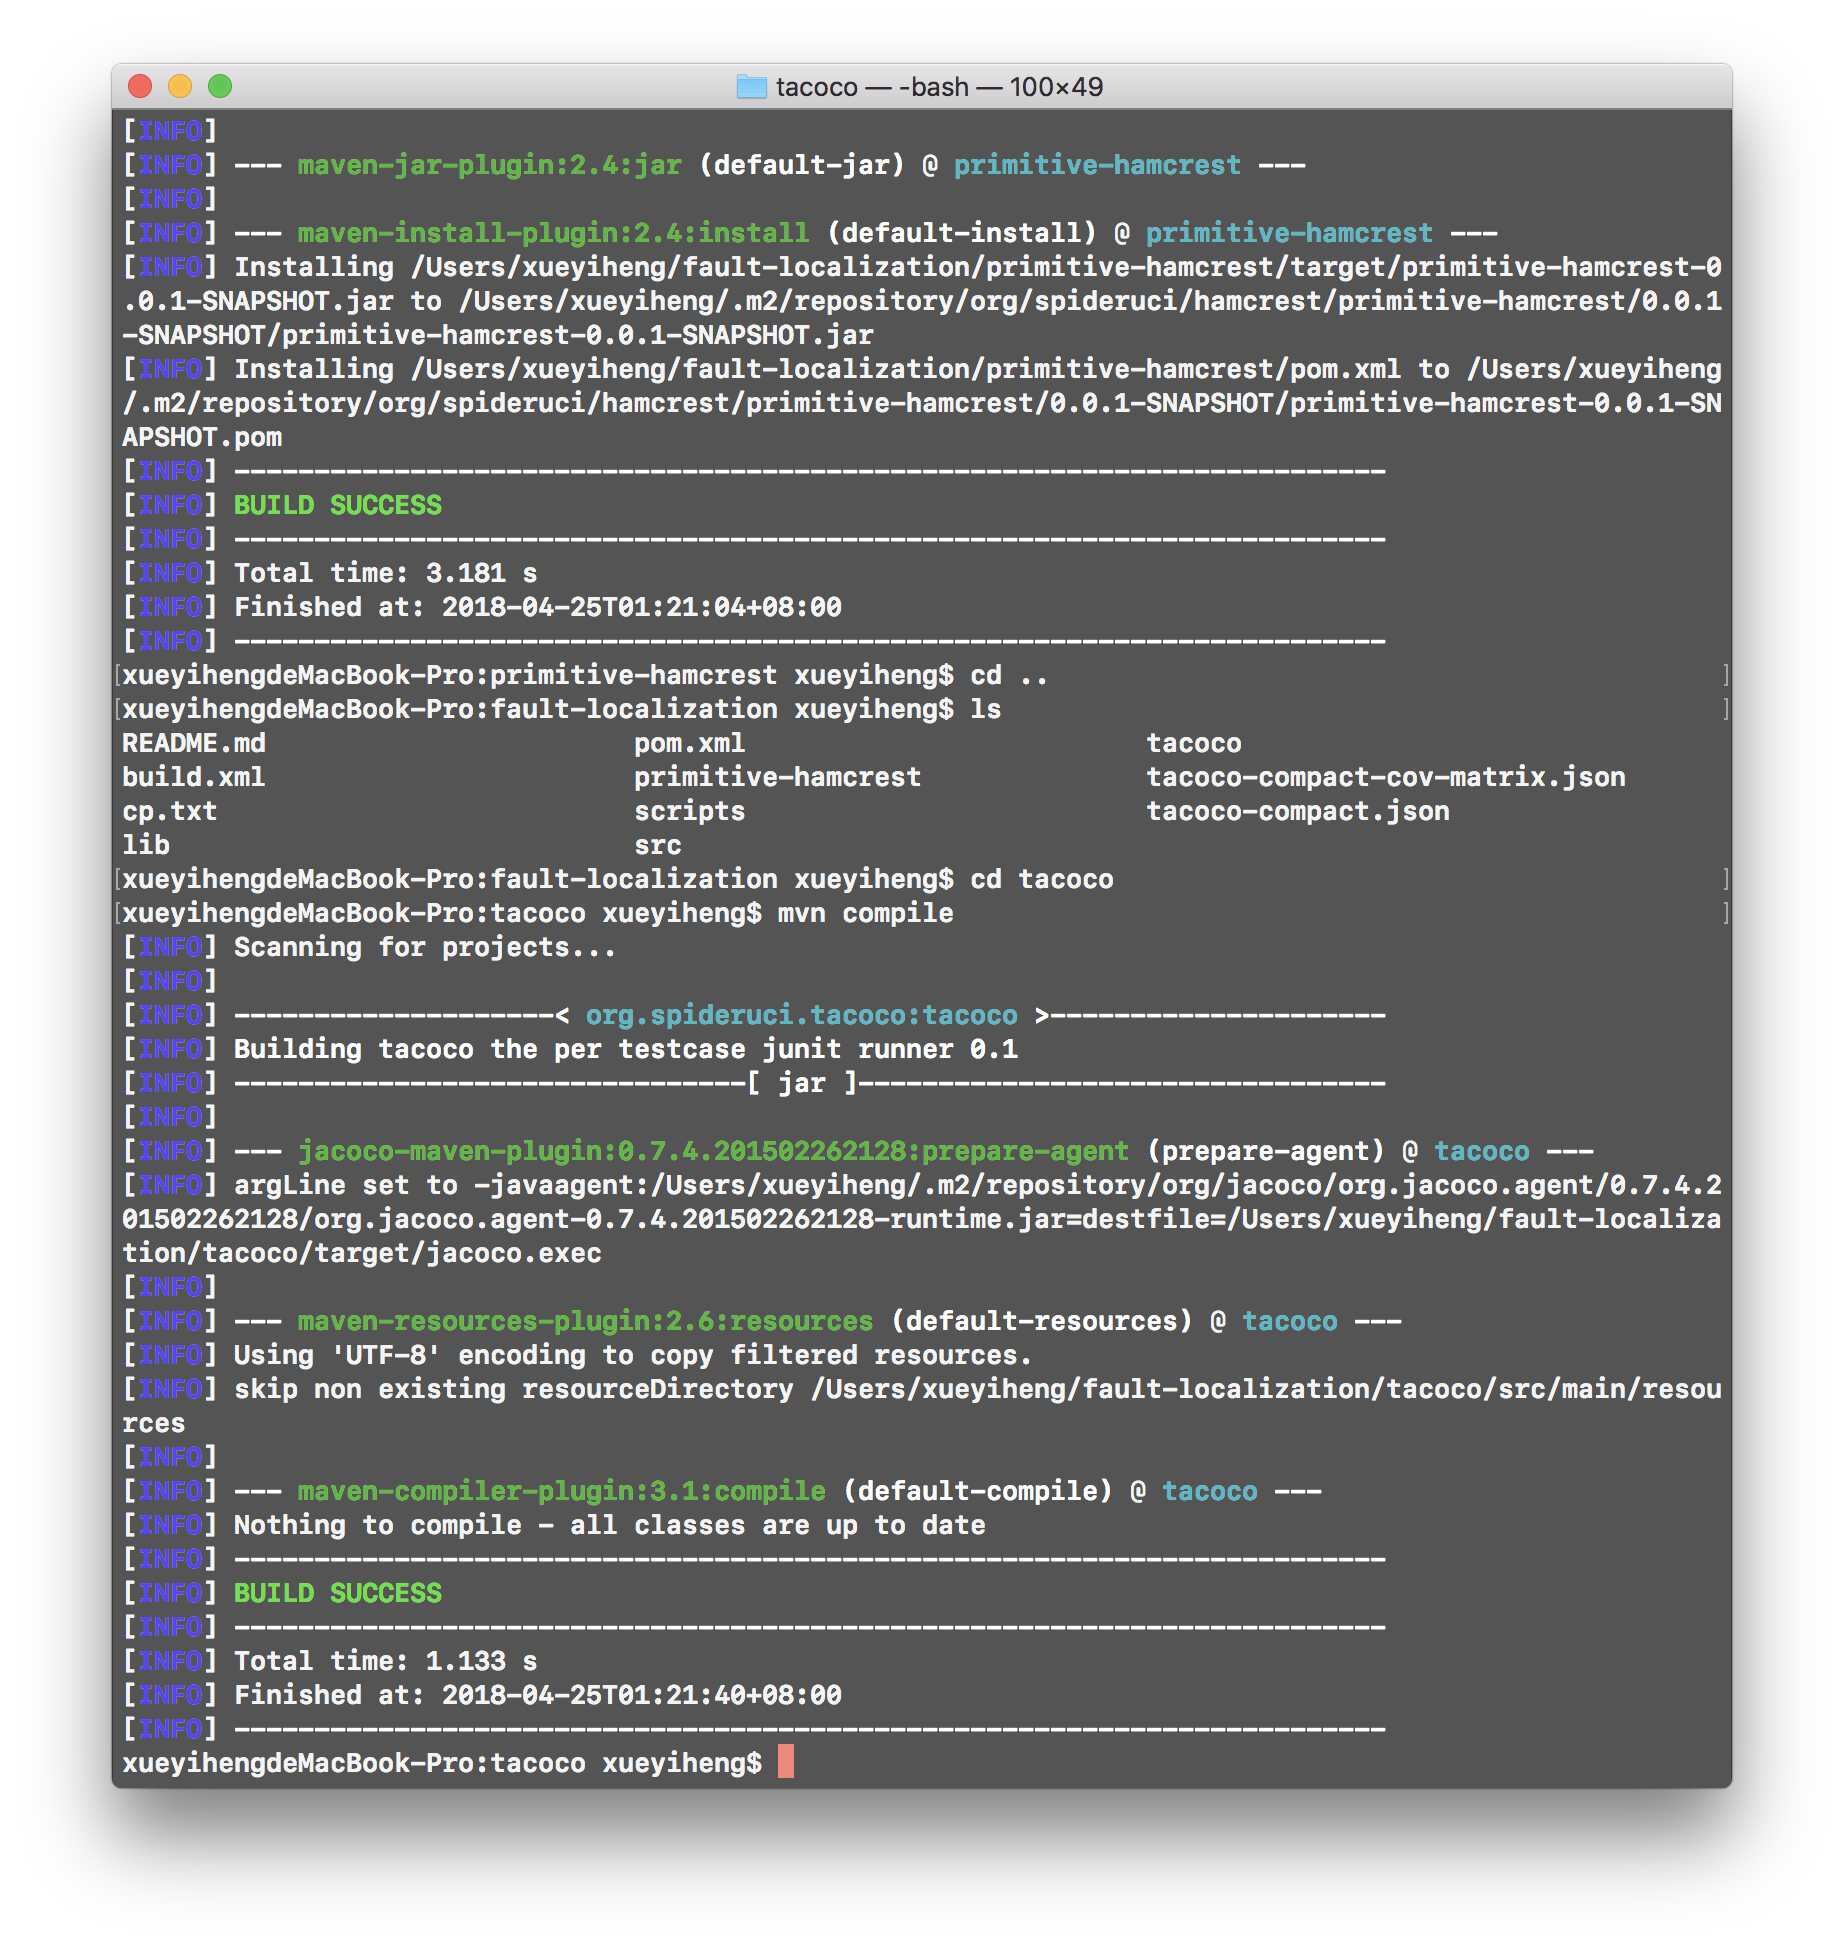 tacoco — -bash — 100×49
[INFO]
[INFO] --- maven-jar-plugin:2.4:jar (default-jar) @ primitive-hamcrest ---
[INFO]
[INFO] --- maven-install-plugin:2.4:install (default-install) @ primitive-hamcrest ---
[INFO] Installing /Users/xueyiheng/fault-localization/primitive-hamcrest/target/primitive-hamcrest-0
.0.1-SNAPSHOT.jar to /Users/xueyiheng/.m2/repository/org/spideruci/hamcrest/primitive-hamcrest/0.0.1
-SNAPSHOT/primitive-hamcrest-0.0.1-SNAPSHOT.jar
[INFO] Installing /Users/xueyiheng/fault-localization/primitive-hamcrest/pom.xml to /Users/xueyiheng
/.m2/repository/org/spideruci/hamcrest/primitive-hamcrest/0.0.1-SNAPSHOT/primitive-hamcrest-0.0.1-SN
APSHOT.pom
[INFO] ------------------------------------------------------------------------
[INFO] BUILD SUCCESS
[INFO] ------------------------------------------------------------------------
[INFO] Total time: 3.181 s
[INFO] Finished at: 2018-04-25T01:21:04+08:00
[INFO] ------------------------------------------------------------------------
[xueyihengdeMacBook-Pro:primitive-hamcrest xueyiheng$ cd .. ]
[xueyihengdeMacBook-Pro:fault-localization xueyiheng$ ls ]
README.md pom.xml tacoco
build.xml primitive-hamcrest tacoco-compact-cov-matrix.json
cp.txt scripts tacoco-compact.json
lib src
[xueyihengdeMacBook-Pro:fault-localization xueyiheng$ cd tacoco ]
[xueyihengdeMacBook-Pro:tacoco xueyiheng$ mvn compile ]
[INFO] Scanning for projects...
[INFO]
[INFO] --------------------< org.spideruci.tacoco:tacoco >---------------------
[INFO] Building tacoco the per testcase junit runner 0.1
[INFO] --------------------------------[ jar ]---------------------------------
[INFO]
[INFO] --- jacoco-maven-plugin:0.7.4.201502262128:prepare-agent (prepare-agent) @ tacoco ---
[INFO] argLine set to -javaagent:/Users/xueyiheng/.m2/repository/org/jacoco/org.jacoco.agent/0.7.4.2
01502262128/org.jacoco.agent-0.7.4.201502262128-runtime.jar=destfile=/Users/xueyiheng/fault-localiza
tion/tacoco/target/jacoco.exec
[INFO]
[INFO] --- maven-resources-plugin:2.6:resources (default-resources) @ tacoco ---
[INFO] Using 'UTF-8' encoding to copy filtered resources.
[INFO] skip non existing resourceDirectory /Users/xueyiheng/fault-localization/tacoco/src/main/resou
rces
[INFO]
[INFO] --- maven-compiler-plugin:3.1:compile (default-compile) @ tacoco ---
[INFO] Nothing to compile - all classes are up to date
[INFO] ------------------------------------------------------------------------
[INFO] BUILD SUCCESS
[INFO] ------------------------------------------------------------------------
[INFO] Total time: 1.133 s
[INFO] Finished at: 2018-04-25T01:21:40+08:00
[INFO] ------------------------------------------------------------------------
xueyihengdeMacBook-Pro:tacoco xueyiheng$